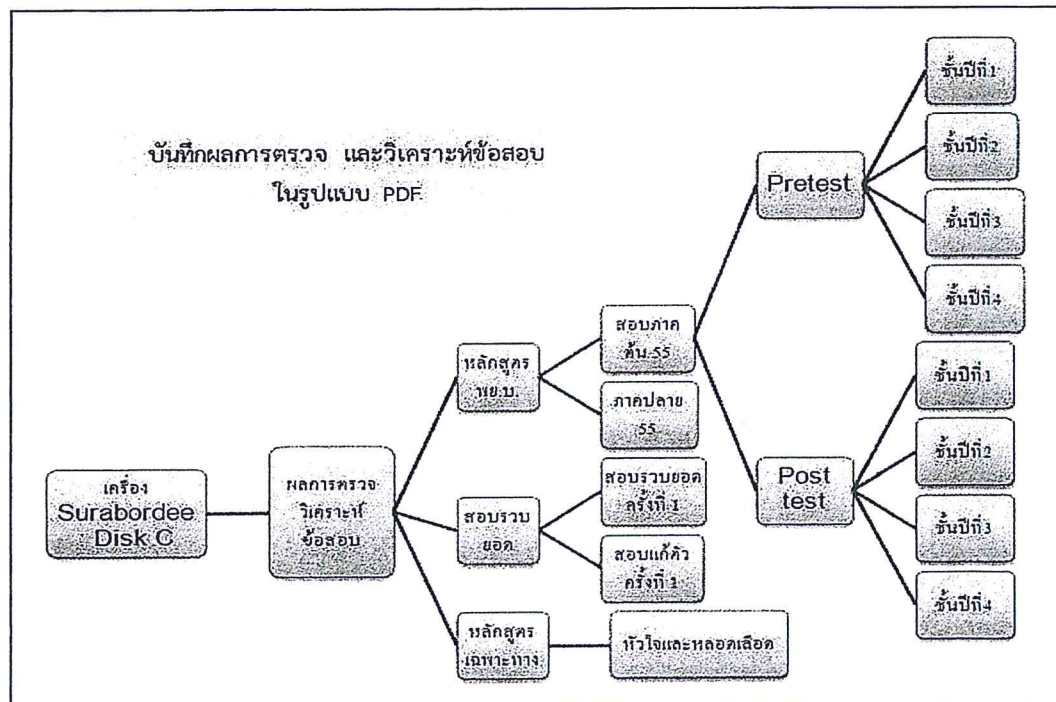 บันทึกผลการตรวจ และวิเคราะห์ข้อสอบ
ในรูปแบบ PDF
เครื่อง
Surabordee
Disk C
ผลการตรวจ
วิเคราะห์
ข้อสอบ
หลักสูตร
พย.บ.
สอบภาค
ต้น 55
ภาคปลาย
55
สอบรวบ
ยอด
สอบรวบยอด
ครั้งที่ 1
สอบแก้ตัว
ครั้งที่ 1
หลักสูตร
เฉพาะทาง
หัวใจและหลอดเลือด
Pretest
ชั้นปีที่1
ชั้นปีที่2
ชั้นปีที่3
ชั้นปีที่4
Post
test
ชั้นปีที่1
ชั้นปีที่2
ชั้นปีที่3
ชั้นปีที่4